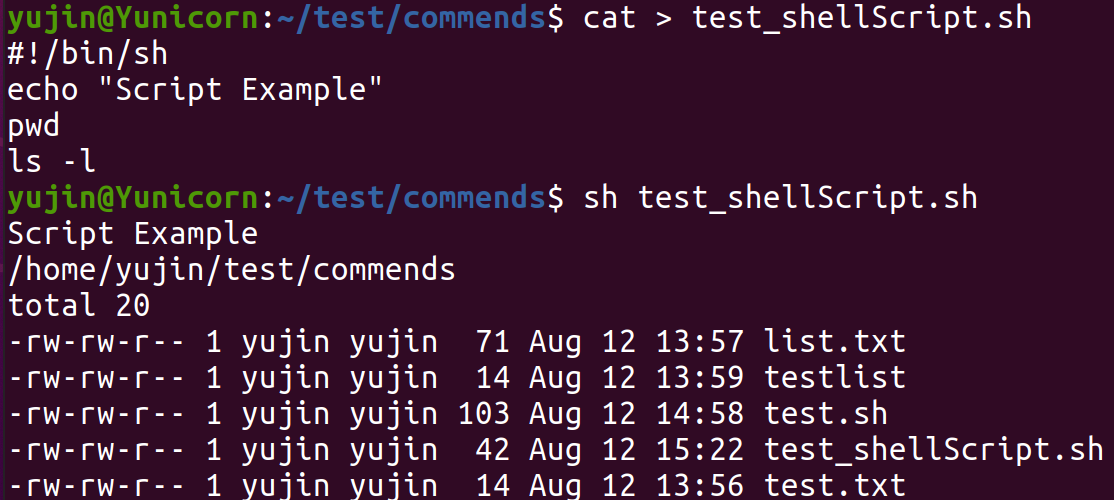 yujin@Yunicorn:~/test/commends$ cat > test_shellScript.sh
#!/bin/sh
echo "Script Example"
pwd
ls -l
yujin@Yunicorn:~/test/commends$ sh test_shellScript.sh
Script Example
/home/yujin/test/commends
total 20
-rw-rw-r-- 1 yujin yujin  71 Aug 12 13:57 list.txt
-rw-rw-r-- 1 yujin yujin  14 Aug 12 13:59 testlist
-rw-rw-r-- 1 yujin yujin 103 Aug 12 14:58 test.sh
-rw-rw-r-- 1 yujin yujin  42 Aug 12 15:22 test_shellScript.sh
-rw-rw-r-- 1 yujin yujin  14 Aug 12 13:56 test.txt